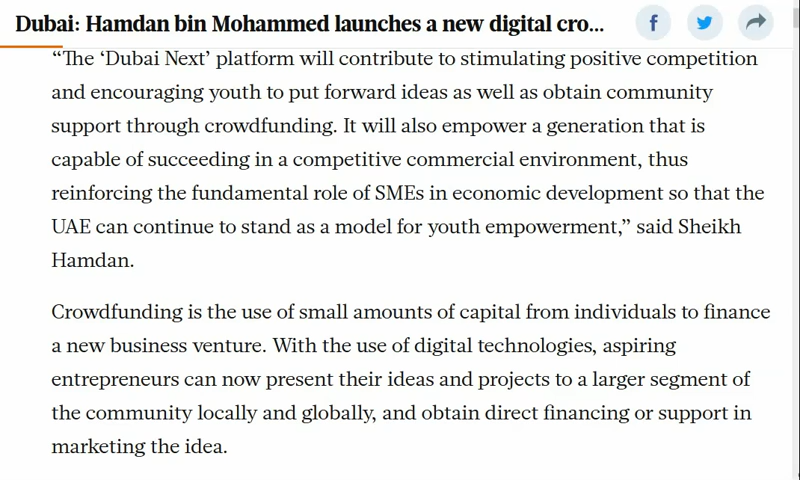 Dubai: Hamdan bin Mohammed launches a new digital cro...
“The ‘Dubai Next’ platform will contribute to stimulating positive competition
and encouraging youth to put forward ideas as well as obtain community
support through crowdfunding. It will also empower a generation that is
capable of succeeding in a competitive commercial environment, thus
reinforcing the fundamental role of SMEs in economic development so that the
UAE can continue to stand as a model for youth empowerment,” said Sheikh
Hamdan.
Crowdfunding is the use of small amounts of capital from individuals to finance
a new business venture. With the use of digital technologies, aspiring
entrepreneurs can now present their ideas and projects to a larger segment of
the community locally and globally, and obtain direct financing or support in
marketing the idea.